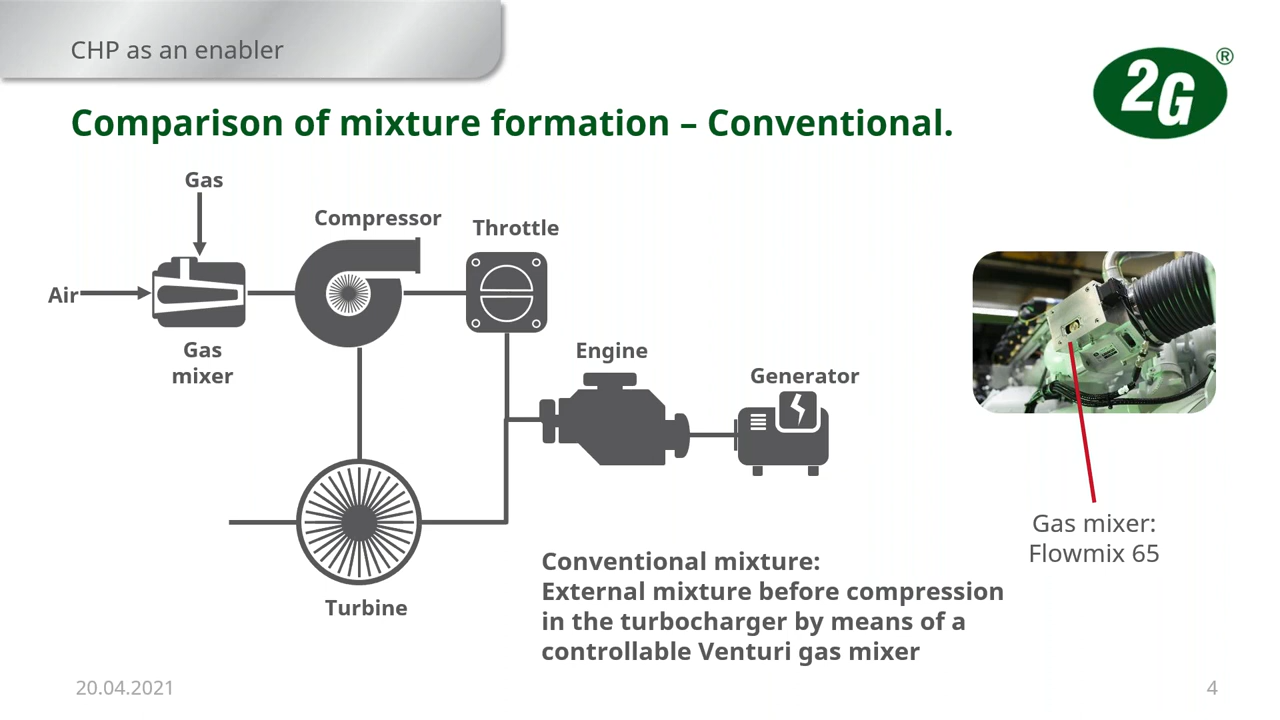 CHP as an enabler
2G®
Comparison of mixture formation – Conventional.
Gas
Compressor
Throttle
Air
Gas
mixer
Engine
Generator
Turbine
Gas mixer:
Flowmix 65
Conventional mixture:
External mixture before compression
in the turbocharger by means of a
controllable Venturi gas mixer
20.04.2021
4